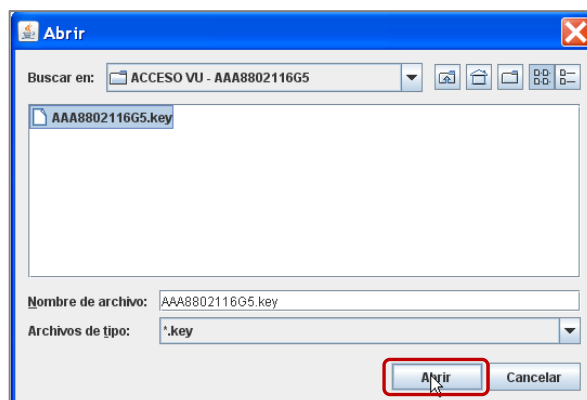 Abrir
Buscar en: ACCESO VU - AAA8802116G5
AAA8802116G5.key
Nombre de archivo: AAA8802116G5.key
Archivos de tipo: *.key
Abrir Cancelar